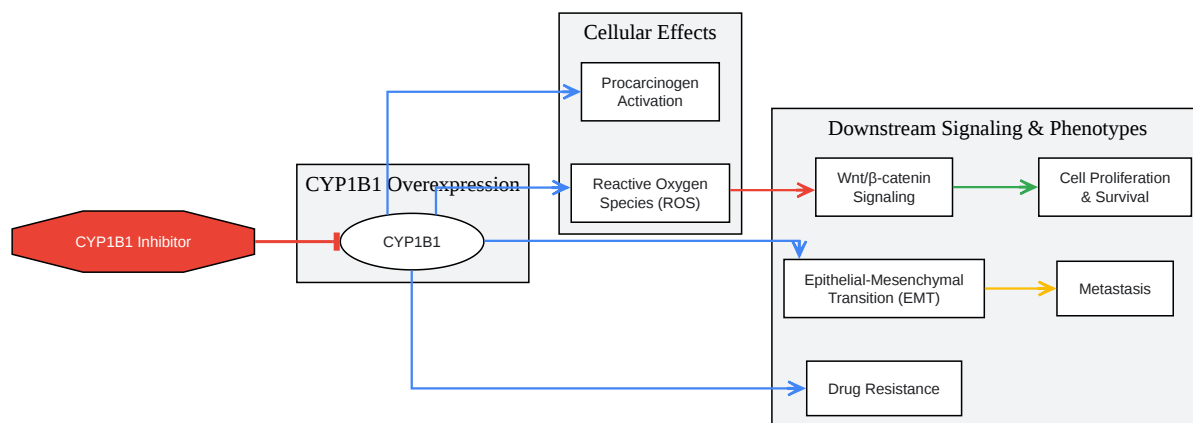 Cellular Effects
Procarcinogen
Activation
Downstream Signaling & Phenotypes
CYP1B1 Overexpression
Reactive Oxygen
Species (ROS)
Wnt/β-catenin
Signaling
Cell Proliferation
& Survival
CYP1B1 Inhibitor
CYP1B1
Epithelial-Mesenchymal
Transition (EMT)
Metastasis
Drug Resistance